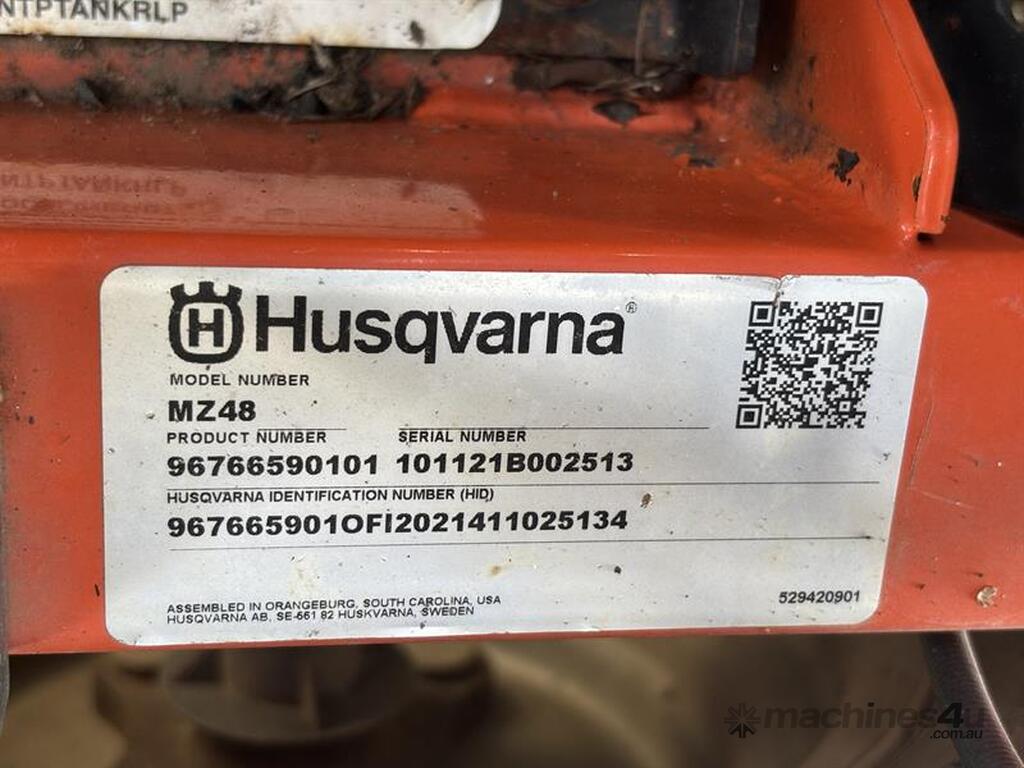 NTPTANKRLP
H Husqvarna®
MODEL NUMBER
MZ48
PRODUCT NUMBER SERIAL NUMBER
96766590101 101121B002513
HUSQVARNA IDENTIFICATION NUMBER (HID)
967665901OFI2021411025134
ASSEMBLED IN ORANGEBURG, SOUTH CAROLINA, USA
HUSQVARNA AB, SE-561 82 HUSKVARNA, SWEDEN
529420901
machines4u
.com.au